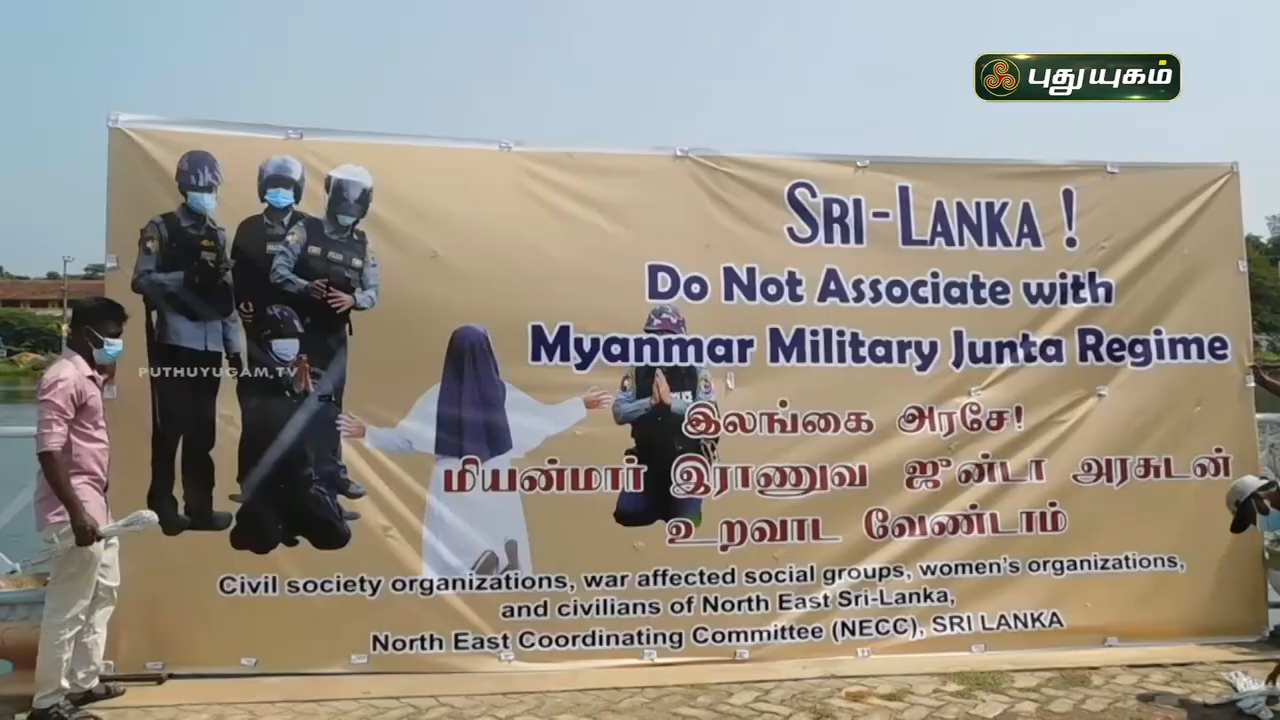 புதுயுகம்
SRI-LANKA !
Do Not Associate with
Myanmar Military Junta Regime
PUTHUYUGAM_TV
இலங்கை அரசே!
மியன்மார் இராணுவ ஜுன்டா அரசுடன்
உறவாட வேண்டாம்
Civil society organizations, war affected social groups, women's organizations,
and civilians of North East Sri-Lanka,
North East Coordinating Committee (NECC), SRI LANKA